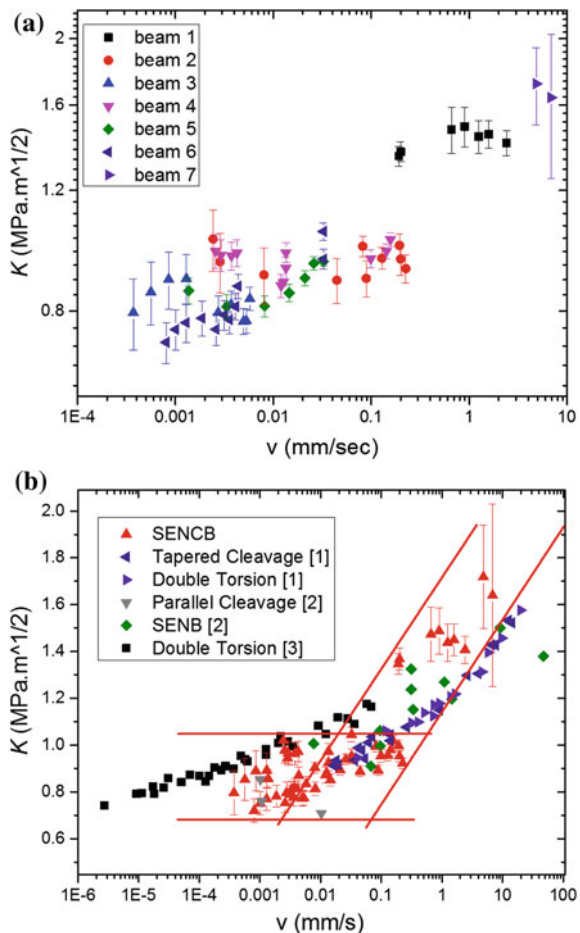 (a)
2
1.6
1.2
0.8
K (MPa.m^1/2)
beam 1
beam 2
beam 3
beam 4
beam 5
beam 6
beam 7
1E-4 0.001 0.01 0.1 1 10
v (mm/sec)
(b)
2.0
1.8
1.6
1.4
1.2
1.0
0.8
0.6
0.4
K (MPa.m^1/2)
SENCB
Tapered Cleavage [1]
Double Torsion [1]
Parallel Cleavage [2]
SENB [2]
Double Torsion [3]
1E-6 1E-5 1E-4 0.001 0.01 0.1 1 10 100
v (mm/s)